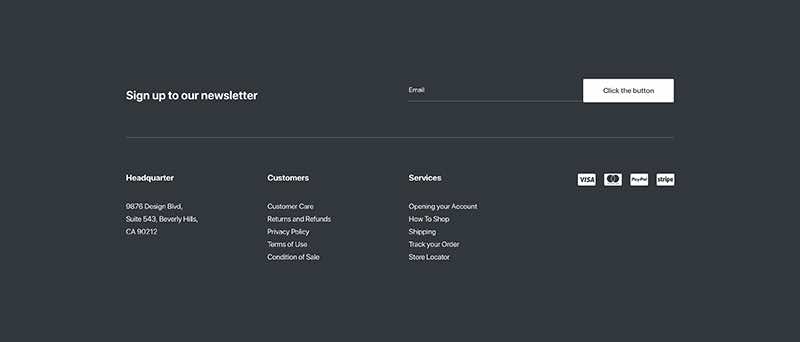 Sign up to our newsletter
Email
Click the button
Headquarter
9876 Design Blvd,
Suite 543, Beverly Hills,
CA 90212
Customers
Customer Care
Returns and Refunds
Privacy Policy
Terms of Use
Condition of Sale
Services
Opening your Account
How To Shop
Shipping
Track your Order
Store Locator
VISA
PayPal
stripe